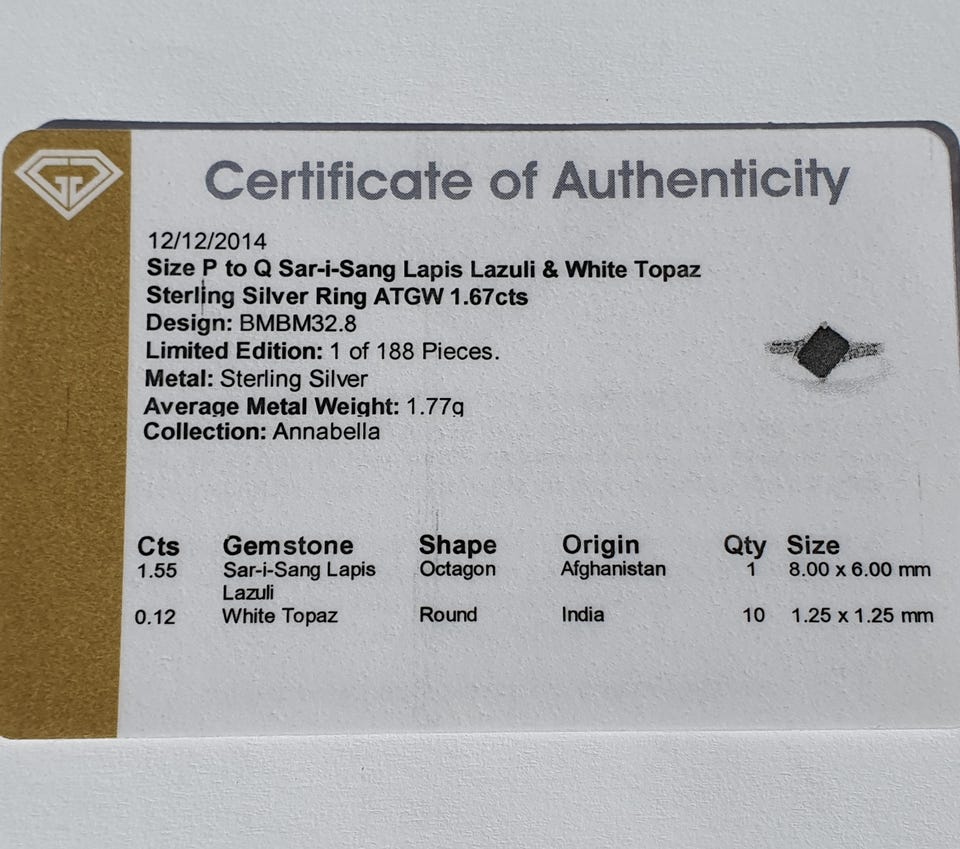 Certificate of Authenticity
12/12/2014
Size P to Q Sar-i-Sang Lapis Lazuli & White Topaz
Sterling Silver Ring ATGW 1.67cts
Design: BMBM32.8
Limited Edition: 1 of 188 Pieces.
Metal: Sterling Silver
Average Metal Weight: 1.77g
Collection: Annabella
Cts Gemstone Shape Origin Qty Size
1.55 Sar-i-Sang Lapis Octagon Afghanistan 1 8.00 x 6.00 mm
Lazuli
0.12 White Topaz Round India 10 1.25 x 1.25 mm